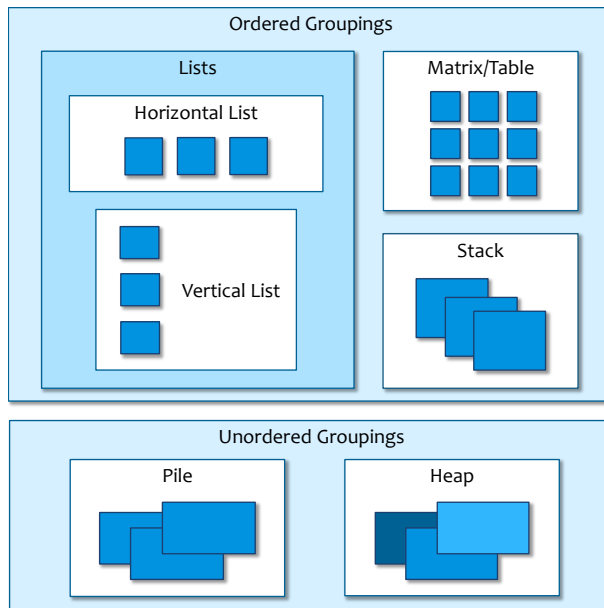 Ordered Groupings
Lists
Horizontal List
Vertical List
Matrix/Table
Stack
Unordered Groupings
Pile
Heap